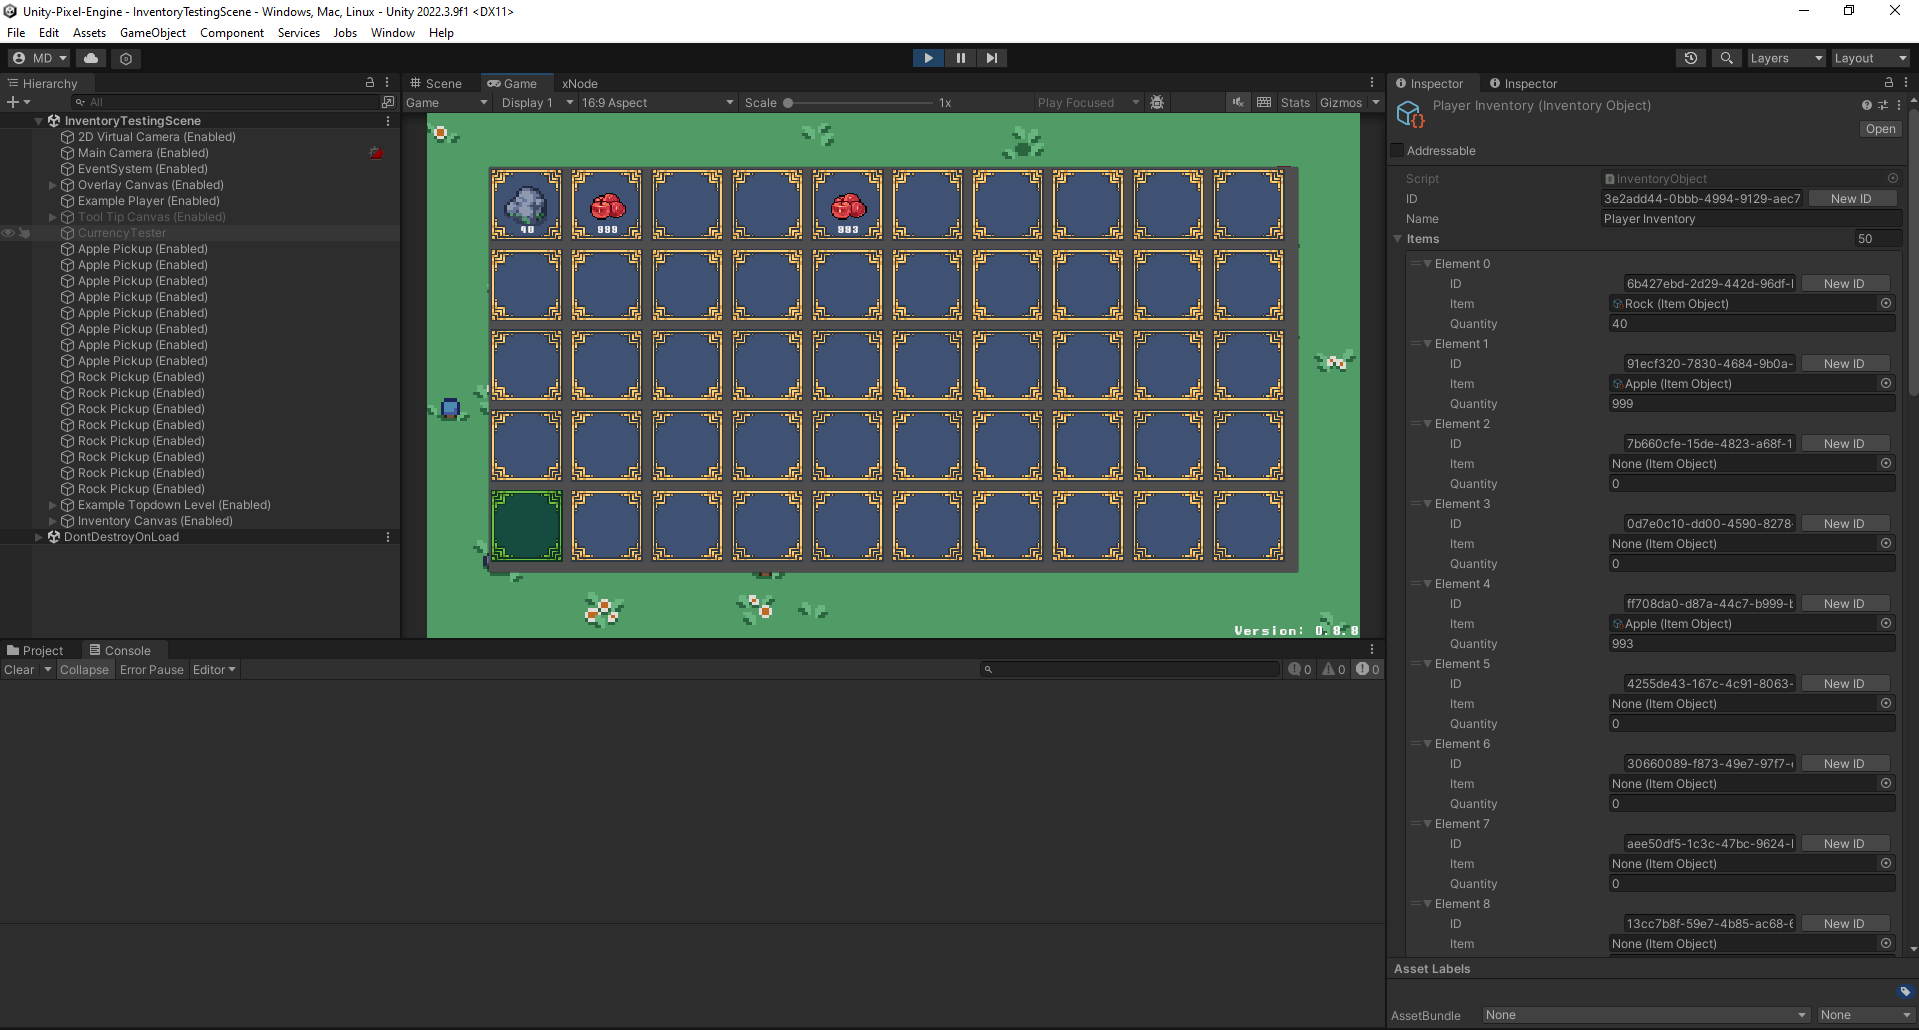 Unity-Pixel-Engine - InventoryTestingScene - Windows, Mac, Linux - Unity 2022.3.9f1 <DX11>
File Edit Assets GameObject Component Services Jobs Window Help
MD Layers Layout
Hierarchy
All
InventoryTestingScene
2D Virtual Camera (Enabled)
Main Camera (Enabled)
EventSystem (Enabled)
Overlay Canvas (Enabled)
Example Player (Enabled)
Tool Tip Canvas (Enabled)
CurrencyTester
Apple Pickup (Enabled)
Apple Pickup (Enabled)
Apple Pickup (Enabled)
Apple Pickup (Enabled)
Apple Pickup (Enabled)
Apple Pickup (Enabled)
Apple Pickup (Enabled)
Apple Pickup (Enabled)
Rock Pickup (Enabled)
Rock Pickup (Enabled)
Rock Pickup (Enabled)
Rock Pickup (Enabled)
Rock Pickup (Enabled)
Rock Pickup (Enabled)
Rock Pickup (Enabled)
Rock Pickup (Enabled)
Example Topdown Level (Enabled)
Inventory Canvas (Enabled)
DontDestroyOnLoad
Scene Game xNode
Game Display 1 16:9 Aspect Scale 1x Play Focused Stats Gizmos
40 999 993
Version: 0.8.8
Project Console
Clear Collapse Error Pause Editor 0 0 0
Inspector Inspector
Player Inventory (Inventory Object)
Open
Addressable
Script InventoryObject
ID 3e2add44-0bbb-4994-9129-aec7 New ID
Name Player Inventory
Items 50
Element 0
ID 6b427ebd-2d29-442d-96df- New ID
Item Rock (Item Object)
Quantity 40
Element 1
ID 91ecf320-7830-4684-9b0a- New ID
Item Apple (Item Object)
Quantity 999
Element 2
ID 7b660cfe-15de-4823-a68f-1 New ID
Item None (Item Object)
Quantity 0
Element 3
ID 0d7e0c10-dd00-4590-8278- New ID
Item None (Item Object)
Quantity 0
Element 4
ID ff708da0-d87a-44c7-b999- New ID
Item Apple (Item Object)
Quantity 993
Element 5
ID 4255de43-167c-4c91-8063- New ID
Item None (Item Object)
Quantity 0
Element 6
ID 30660089-f873-49e7-97f7- New ID
Item None (Item Object)
Quantity 0
Element 7
ID aee50df5-1c3c-47bc-9624- New ID
Item None (Item Object)
Quantity 0
Element 8
ID 13cc7b8f-59e7-4b85-ac68- New ID
Item None (Item Object)
Asset Labels
AssetBundle None None